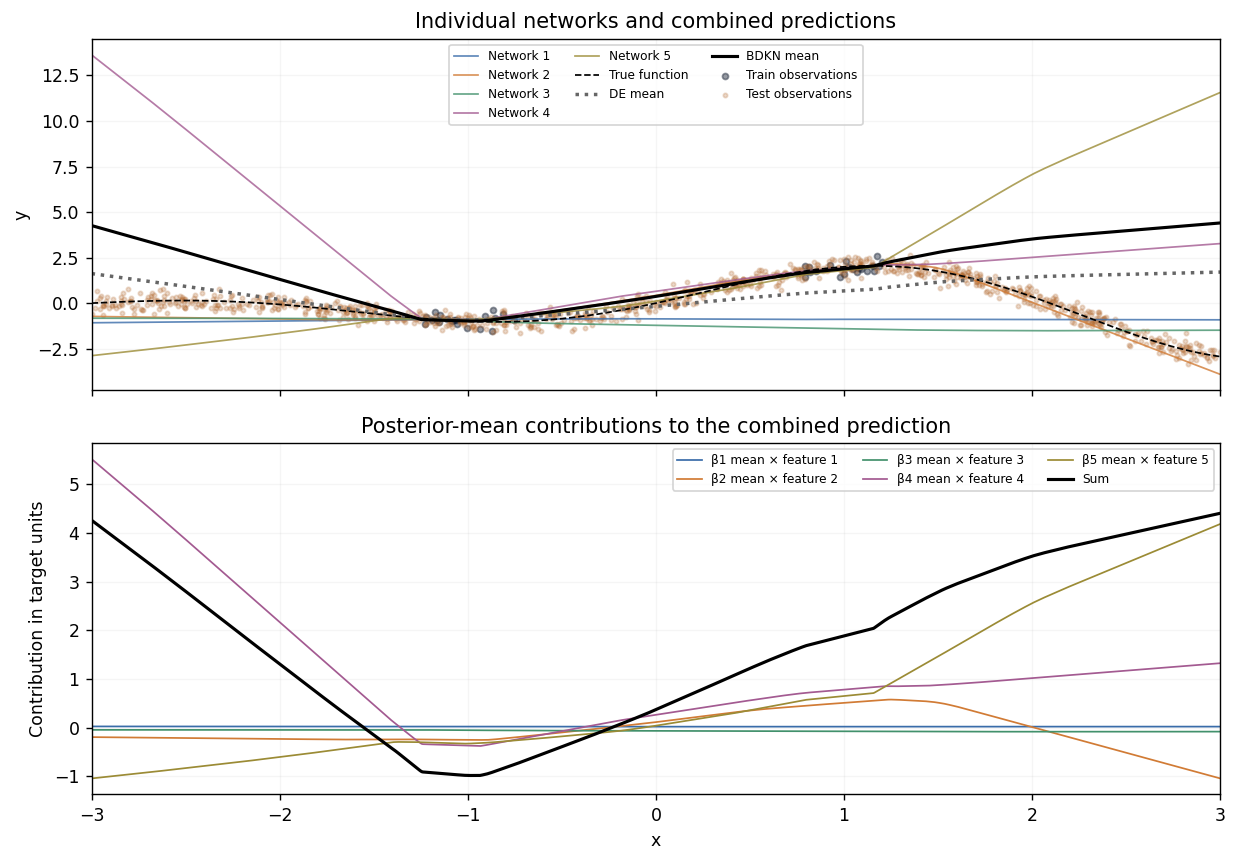 Individual networks and combined predictions
Network 1
Network 2
Network 3
Network 4
Network 5
True function
DE mean
BDKN mean
Train observations
Test observations
12.5
10.0
7.5
5.0
2.5
0.0
−2.5
y
Posterior-mean contributions to the combined prediction
β1 mean × feature 1
β2 mean × feature 2
β3 mean × feature 3
β4 mean × feature 4
β5 mean × feature 5
Sum
5
4
3
2
1
0
−1
Contribution in target units
−3
−2
−1
0
1
2
3
x